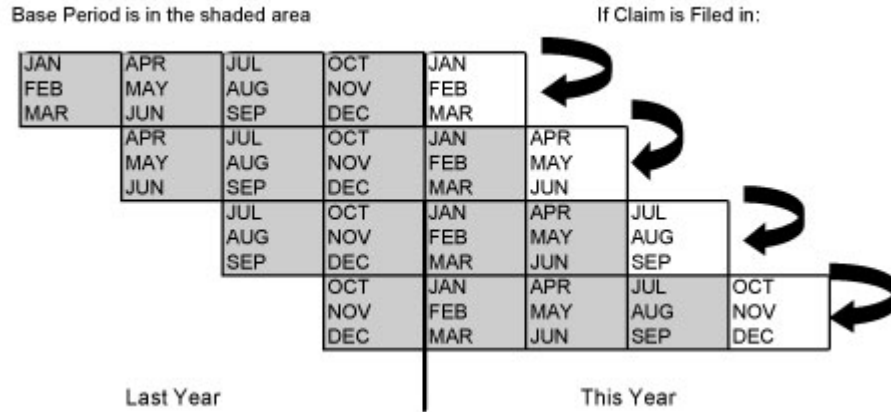 Base Period is in the shaded area If Claim is Filed in:
JAN APR JUL OCT JAN
FEB MAY AUG NOV FEB
MAR JUN SEP DEC MAR
APR JUL OCT JAN APR
MAY AUG NOV FEB MAY
JUN SEP DEC MAR JUN
JUL OCT JAN APR JUL
AUG NOV FEB MAY AUG
SEP DEC MAR JUN SEP
OCT JAN APR JUL OCT
NOV FEB MAY AUG NOV
DEC MAR JUN SEP DEC
Last Year This Year